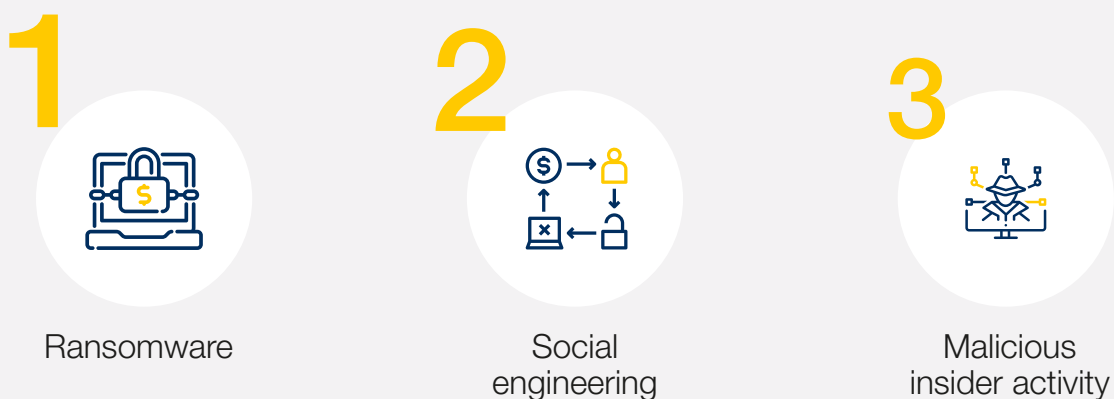 1
2
3
$
$
Ransomware
Social
engineering
Malicious
insider activity